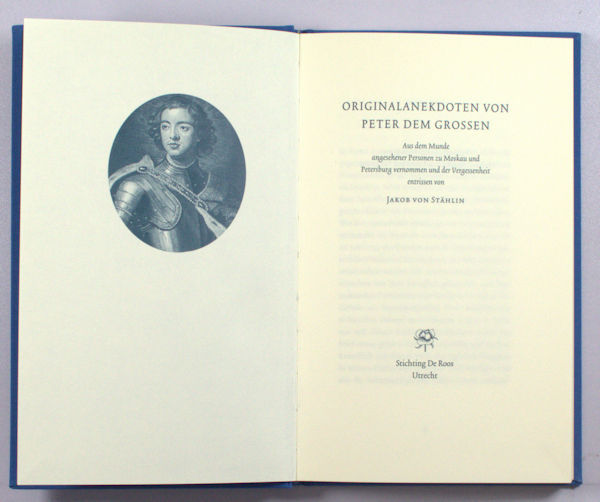 ORIGINALANEKDOTEN VON
PETER DEM GROSSEN
Aus dem Munde
angesehener Personen zu Moskau und
Petersburg vernommen und der Vergessenheit
entrissen von
JAKOB VON STÄHLIN
Stichting De Roos
Utrecht